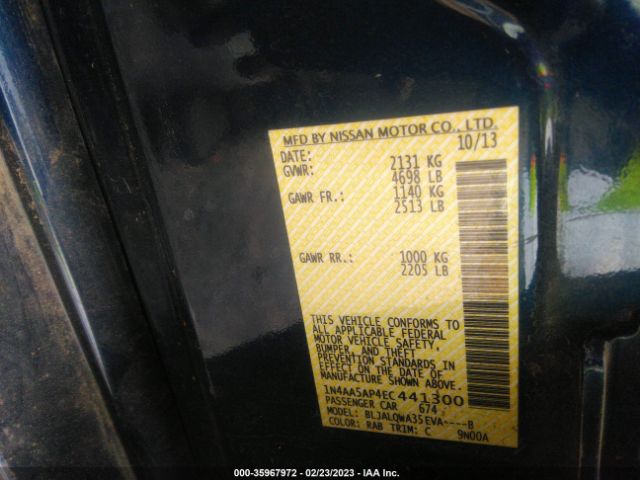 MFD BY NISSAN MOTOR CO., LTD.
DATE: 10/13
GVWR: 2131 KG
4698 LB
GAWR FR.: 1140 KG
2513 LB
GAWR RR.: 1000 KG
2205 LB
THIS VEHICLE CONFORMS TO
ALL APPLICABLE FEDERAL
MOTOR VEHICLE SAFETY,
BUMPER, AND THEFT
PREVENTION STANDARDS IN
EFFECT ON THE DATE OF
MANUFACTURE SHOWN ABOVE.
1N4AA5AP4EC441300
PASSENGER CAR 674
MODEL: BLJALQWA35EVA----B
COLOR: RAB TRIM: C 9N00A
000-35967972 - 02/23/2023 - IAA Inc.